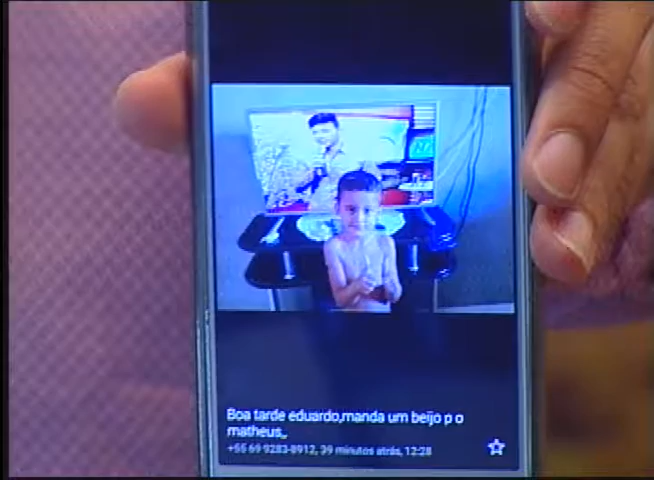 Boa tarde eduardo,manda um beijo p o
matheus,,
+55 69 9283-8912, 39 minutos atrás, 12:28